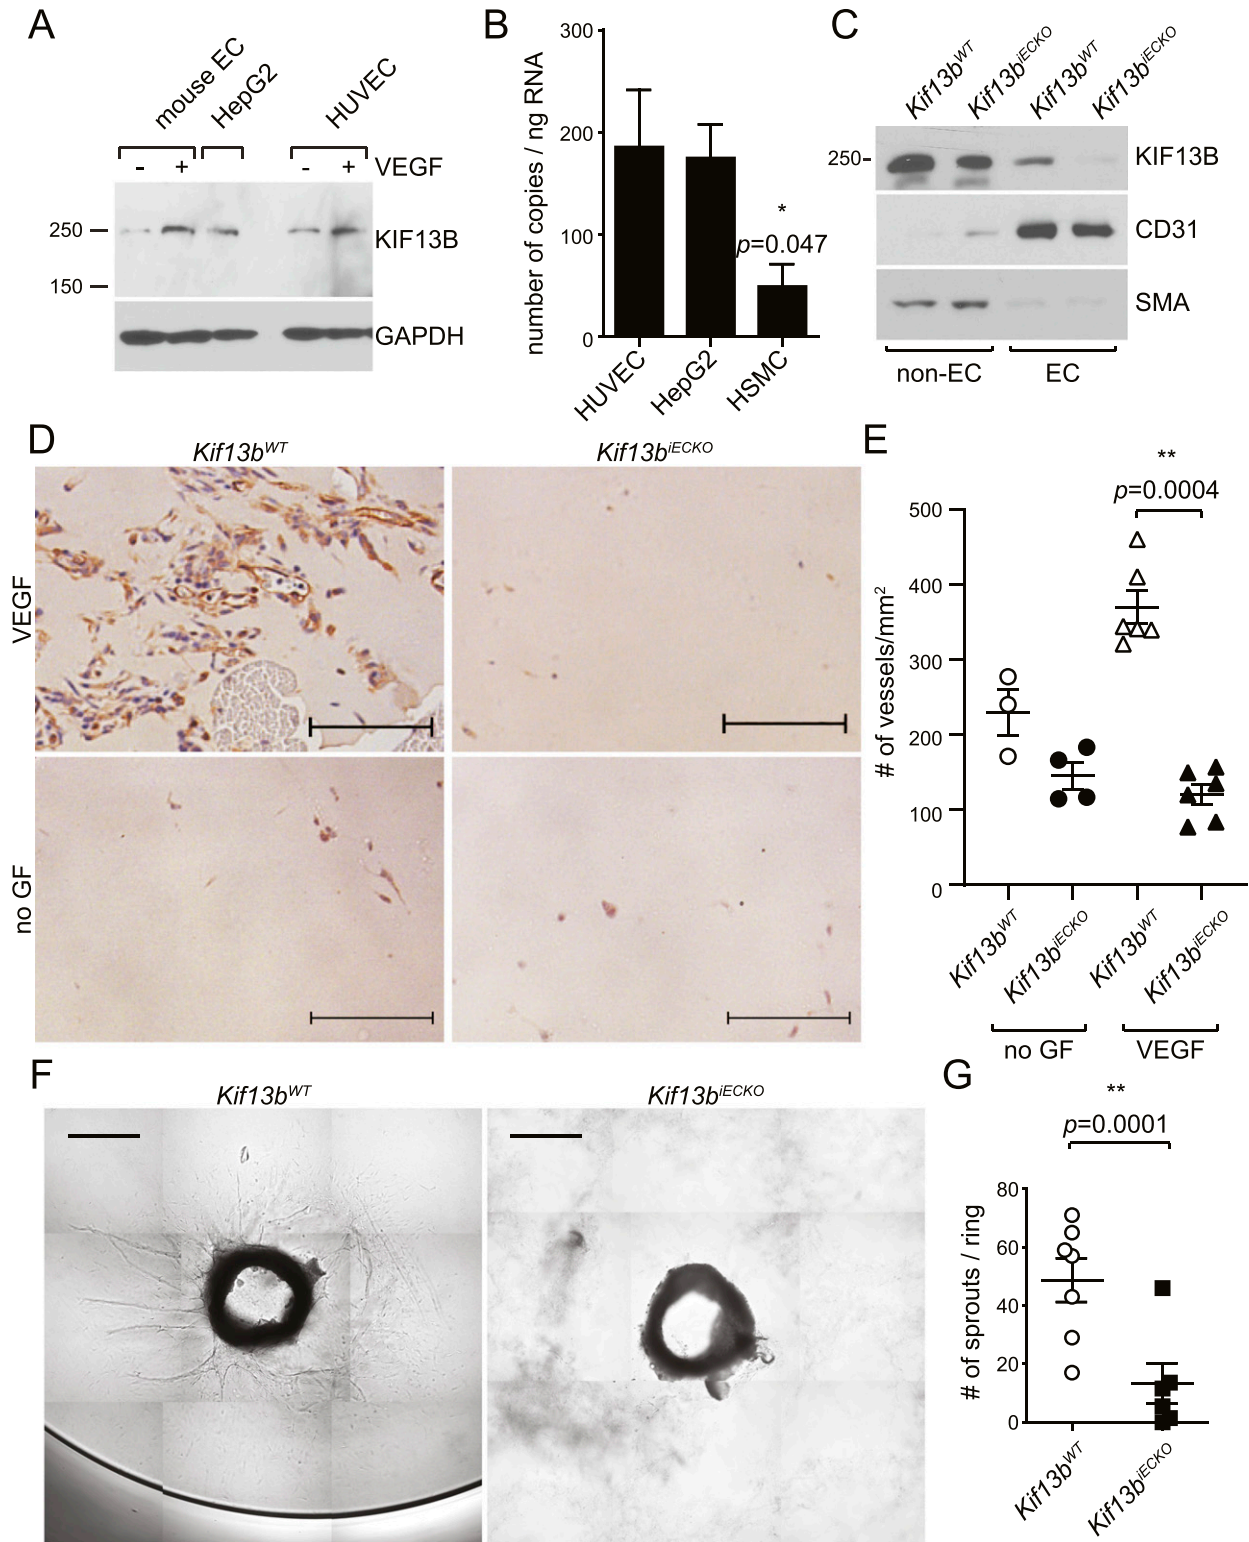 A
mouse EC
HepG2
HUVEC
- + - + VEGF
250
KIF13B
150
GAPDH
B
number of copies / ng RNA
300
200
100
0
*
p=0.047
HUVEC
HepG2
HSMC
C
Kif13bWT
Kif13biECKO
Kif13bWT
Kif13biECKO
250-
KIF13B
CD31
SMA
non-EC
EC
D
Kif13bWT
Kif13biECKO
VEGF
no GF
E
**
p=0.0004
# of vessels/mm2
500
400
300
200
100
0
Kif13bWT
Kif13biECKO
Kif13bWT
Kif13biECKO
no GF
VEGF
F
Kif13bWT
Kif13biECKO
G
**
p=0.0001
# of sprouts / ring
80
60
40
20
0
Kif13bWT
Kif13biECKO